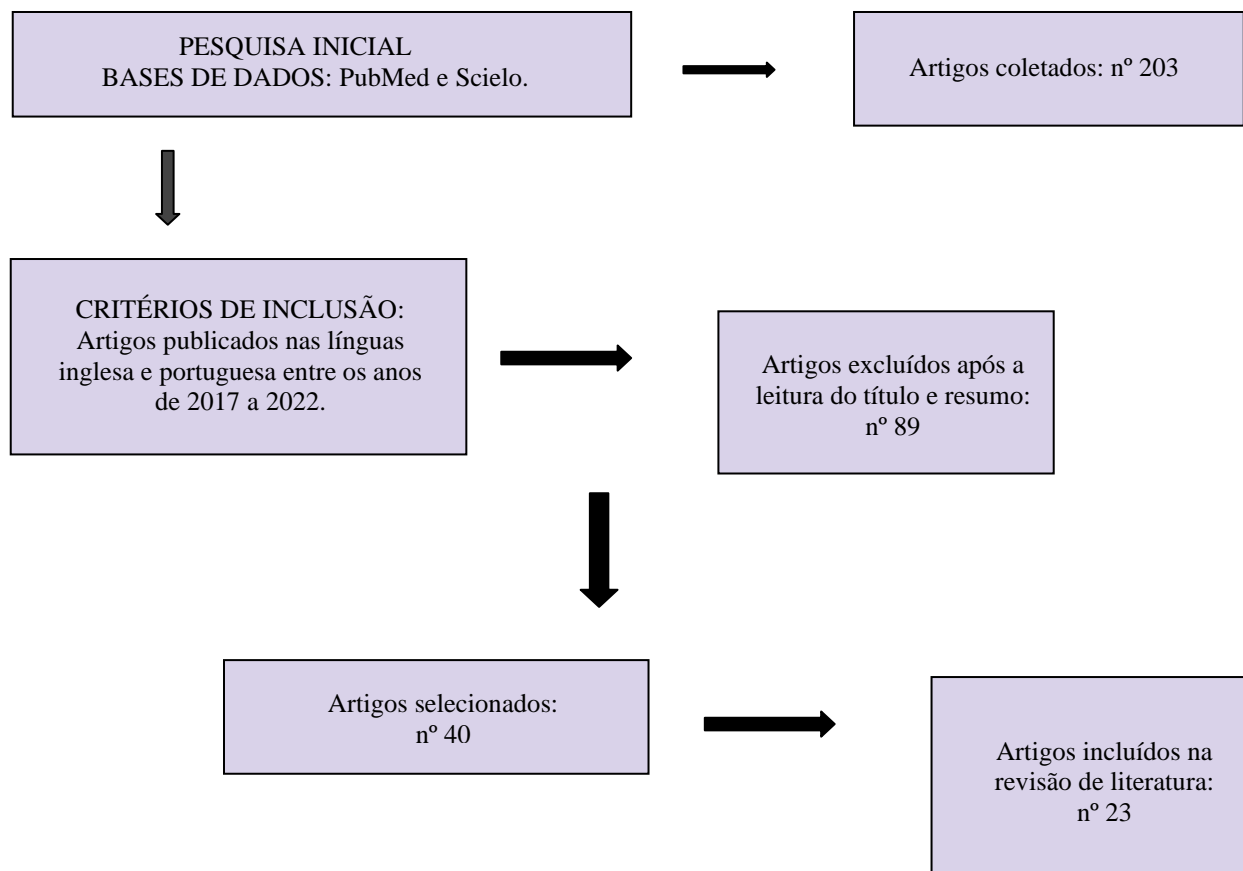 PESQUISA INICIAL
BASES DE DADOS: PubMed e Scielo.
Artigos coletados: nº 203
CRITÉRIOS DE INCLUSÃO:
Artigos publicados nas línguas
inglesa e portuguesa entre os anos
de 2017 a 2022.
Artigos excluídos após a
leitura do título e resumo:
nº 89
Artigos selecionados:
nº 40
Artigos incluídos na
revisão de literatura:
nº 23